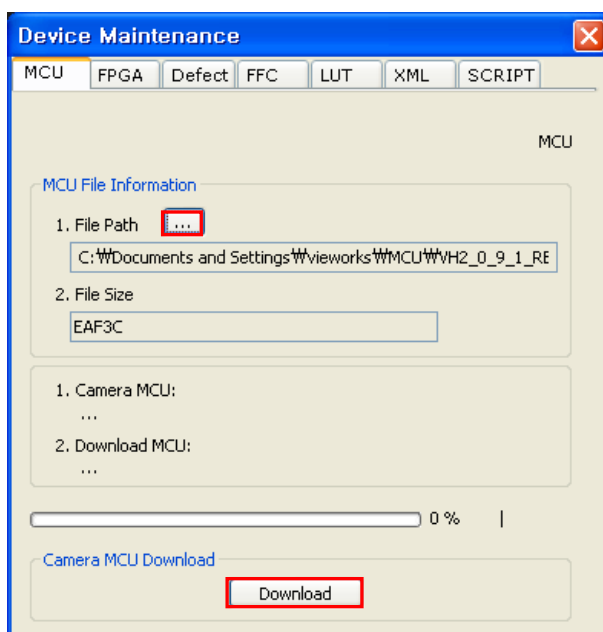 Device Maintenance
MCU FPGA Defect FFC LUT XML SCRIPT
MCU
MCU File Information
1. File Path ...
C:₩Documents and Settings₩vieworks₩MCU₩VH2_0_9_1_RE
2. File Size
EAF3C
1. Camera MCU:
...
2. Download MCU:
...
0 % |
Camera MCU Download
Download